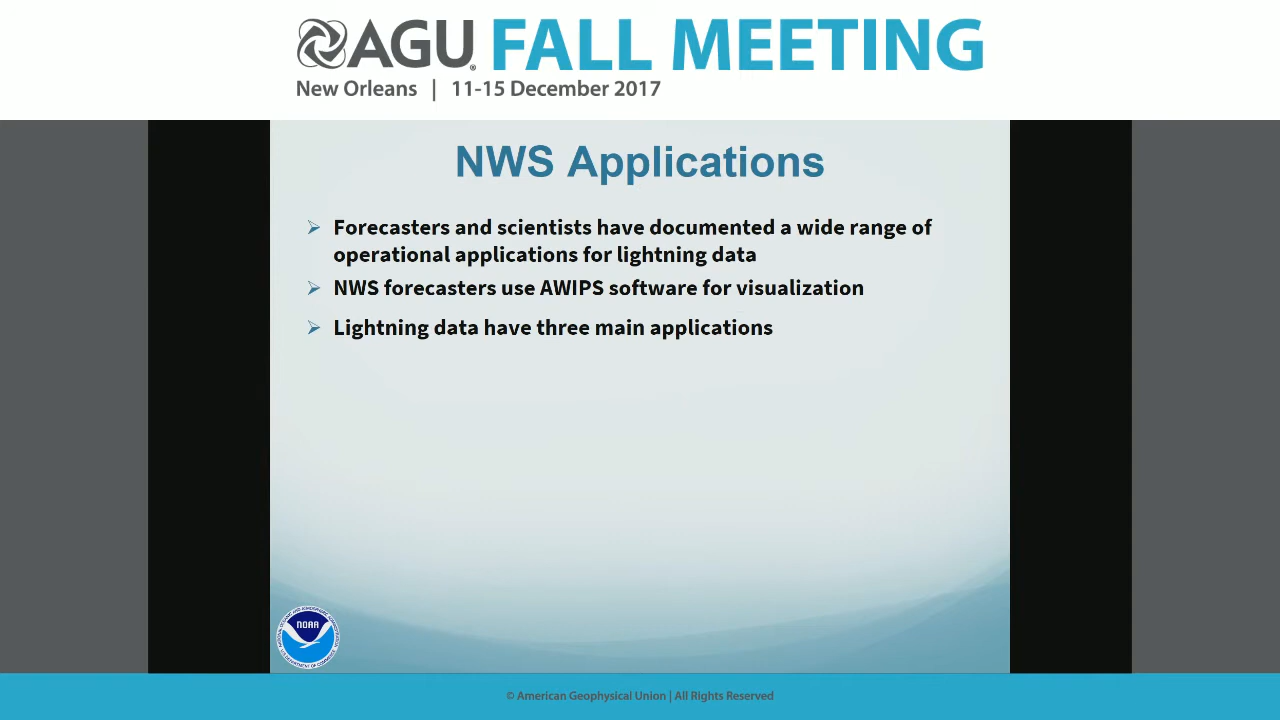 AGU FALL MEETING
New Orleans | 11-15 December 2017
NWS Applications
Forecasters and scientists have documented a wide range of
operational applications for lightning data
NWS forecasters use AWIPS software for visualization
Lightning data have three main applications
NOAA
© American Geophysical Union | All Rights Reserved